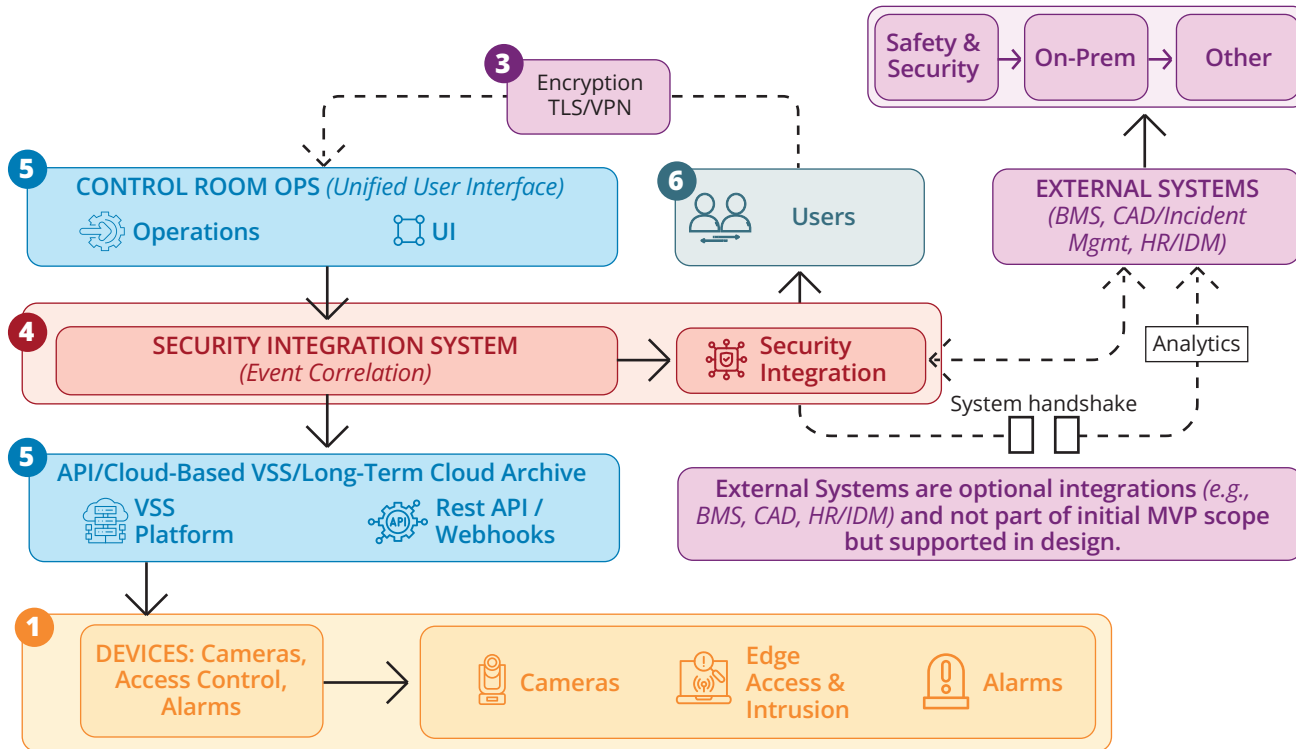 Safety &
Security
On-Prem
Other
3
Encryption
TLS/VPN
5
CONTROL ROOM OPS (Unified User Interface)
Operations
UI
6
Users
EXTERNAL SYSTEMS
(BMS, CAD/Incident
Mgmt, HR/IDM)
4
SECURITY INTEGRATION SYSTEM
(Event Correlation)
Security
Integration
Analytics
System handshake
5
API/Cloud-Based VSS/Long-Term Cloud Archive
VSS
Platform
API
Rest API /
Webhooks
External Systems are optional integrations (e.g.,
BMS, CAD, HR/IDM) and not part of initial MVP scope
but supported in design.
1
DEVICES: Cameras,
Access Control,
Alarms
Cameras
Edge
Access &
Intrusion
Alarms